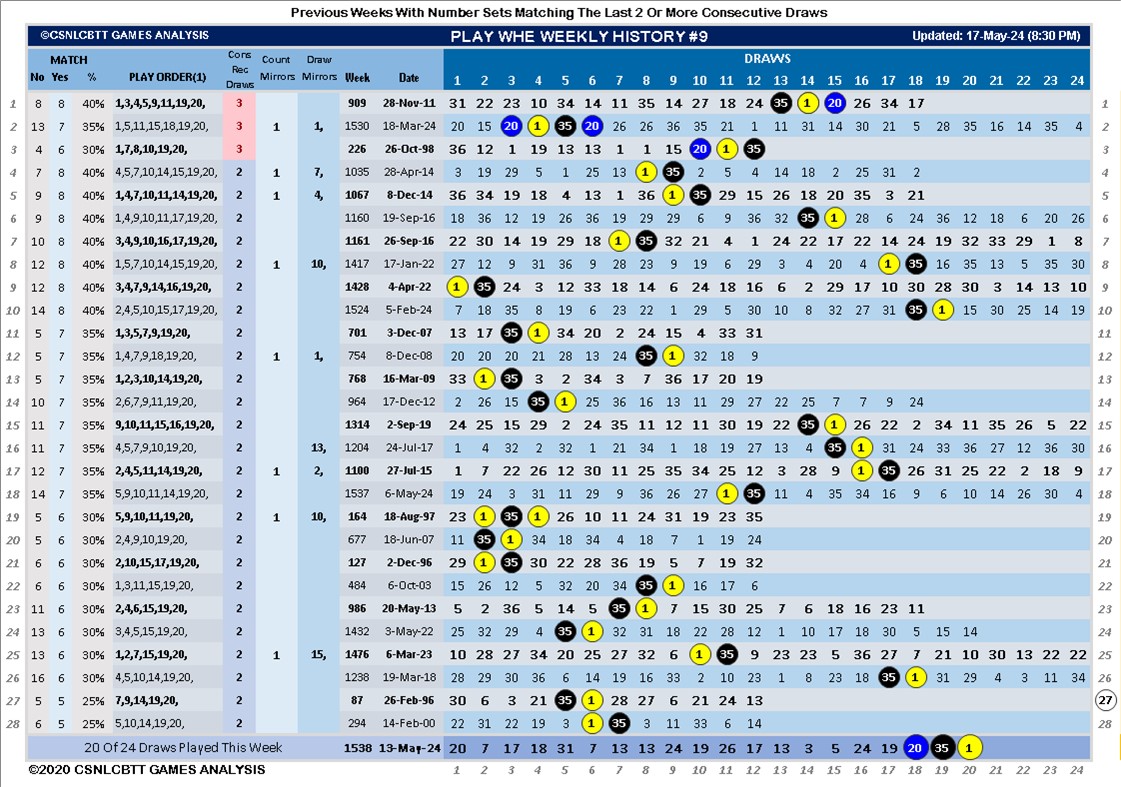 Previous Weeks With Number Sets Matching The Last 2 Or More Consecutive Draws
©CSNLCBTT GAMES ANALYSIS PLAY WHE WEEKLY HISTORY #9 Updated: 17-May-24 (8:30 PM)
MATCH Cons Rec Draws Count Mirrors Draw Mirrors DRAWS
No Yes % PLAY ORDER(1) Week Date 1 2 3 4 5 6 7 8 9 10 11 12 13 14 15 16 17 18 19 20 21 22 23 24
1 8 8 40% 1,3,4,5,9,11,19,20, 3 909 28-Nov-11 31 22 23 10 34 14 11 35 14 27 18 24 35 1 20 26 34 17 1
2 13 7 35% 1,5,11,15,18,19,20, 3 1 1, 1530 18-Mar-24 20 15 20 1 35 20 26 26 36 35 21 1 11 31 14 30 21 5 28 35 16 14 35 4 2
3 4 6 30% 1,7,8,10,19,20, 3 226 26-Oct-98 36 12 1 19 13 13 1 1 15 20 1 35 3
4 7 8 40% 4,5,7,10,14,15,19,20, 2 1 7, 1035 28-Apr-14 3 19 29 5 1 25 13 1 35 2 5 4 14 18 2 25 31 2 4
5 9 8 40% 1,4,7,10,11,14,19,20, 2 1 4, 1067 8-Dec-14 36 34 19 18 4 13 1 36 1 35 29 15 26 18 20 35 3 21 5
6 9 8 40% 1,4,9,10,11,17,19,20, 2 1160 19-Sep-16 18 36 12 19 26 36 19 29 29 6 9 36 32 35 1 28 6 24 36 12 18 6 20 26 6
7 10 8 40% 3,4,9,10,16,17,19,20, 2 1161 26-Sep-16 22 30 14 19 29 18 1 35 32 21 4 1 24 22 17 22 14 24 19 32 33 29 1 8 7
8 12 8 40% 1,5,7,10,14,15,19,20, 2 1 10, 1417 17-Jan-22 27 12 9 31 36 9 28 23 9 19 6 29 3 4 20 4 1 35 16 35 13 5 35 30 8
9 12 8 40% 3,4,7,9,14,16,19,20, 2 1428 4-Apr-22 1 35 24 3 12 33 18 14 6 9 24 18 16 6 2 29 17 10 30 28 30 3 14 13 10 9
10 14 8 40% 2,4,5,10,15,17,19,20, 2 1524 5-Feb-24 7 18 35 8 19 6 23 22 1 29 5 30 10 8 32 27 31 35 1 15 30 25 14 19 10
11 5 7 35% 1,3,5,7,9,19,20, 2 701 3-Dec-07 13 17 35 1 34 20 2 24 15 4 33 31 11
12 5 7 35% 1,4,7,9,18,19,20, 2 1 1, 754 8-Dec-08 20 20 20 21 28 13 24 35 1 32 18 9 12
13 5 7 35% 1,2,3,10,14,19,20, 2 768 16-Mar-09 33 1 35 3 2 34 3 7 36 17 20 19 13
14 10 7 35% 2,6,7,9,11,19,20, 2 964 17-Dec-12 2 26 15 35 1 25 36 16 13 11 29 27 22 25 7 7 9 24 14
15 11 7 35% 9,10,11,15,16,19,20, 2 1314 2-Sep-19 24 25 15 29 2 24 35 11 12 11 30 19 22 35 1 26 22 2 34 11 35 26 5 22 15
16 11 7 35% 4,5,7,9,10,19,20, 2 13, 1204 24-Jul-17 1 4 32 2 32 1 21 34 1 18 19 27 13 16 35 1 31 24 33 36 27 12 36 30 16
17 12 7 35% 2,4,5,11,14,19,20, 2 1 2, 1100 27-Jul-15 1 7 22 26 12 30 11 25 35 34 25 12 3 28 9 1 35 26 31 25 22 2 18 9 17
18 14 7 35% 5,9,10,11,14,19,20, 2 1537 6-May-24 19 24 3 31 11 29 9 36 26 27 1 35 11 4 35 34 16 9 6 10 14 26 30 4 18
19 5 6 30% 5,9,10,11,19,20, 2 1 10, 164 18-Aug-97 23 1 35 1 26 10 11 24 31 19 23 35 19
20 5 6 30% 2,4,9,10,19,20, 2 677 18-Jun-07 11 35 1 34 18 34 4 18 7 1 19 24 20
21 6 6 30% 2,10,15,17,19,20, 2 127 2-Dec-96 29 1 35 30 22 28 36 19 5 7 19 32 21
22 6 6 30% 1,3,11,15,19,20, 2 484 6-Oct-03 15 26 12 5 32 20 34 35 1 16 17 6 22
23 11 6 30% 2,4,6,15,19,20, 2 986 20-May-13 5 2 36 5 14 5 35 1 7 15 30 25 7 6 18 16 23 11 23
24 13 6 30% 3,4,5,15,19,20, 2 1432 3-May-22 25 32 29 4 35 1 32 31 18 22 28 12 1 10 17 18 30 5 19 15 14 24
25 13 6 30% 1,2,7,15,19,20, 2 1 15, 1476 6-Mar-23 10 28 27 34 20 25 27 32 6 1 35 9 23 23 5 36 27 7 21 10 30 13 22 22 25
26 16 6 30% 4,5,10,14,19,20, 2 1238 19-Mar-18 28 29 30 36 6 14 19 16 33 2 10 23 1 8 23 18 35 1 31 29 4 3 11 34 26
27 5 5 25% 7,9,14,19,20, 2 87 26-Feb-96 30 6 3 21 35 1 28 27 6 21 24 13 27
28 6 5 25% 5,10,14,19,20, 2 294 14-Feb-00 22 31 22 19 3 1 35 3 11 33 6 14 28
20 Of 24 Draws Played This Week 1538 13-May-24 20 7 17 18 31 7 13 13 24 19 26 17 13 3 5 24 19 20 35 1
©2020 CSNLCBTT GAMES ANALYSIS 1 2 3 4 5 6 7 8 9 10 11 12 13 14 15 16 17 18 19 20 21 22 23 24